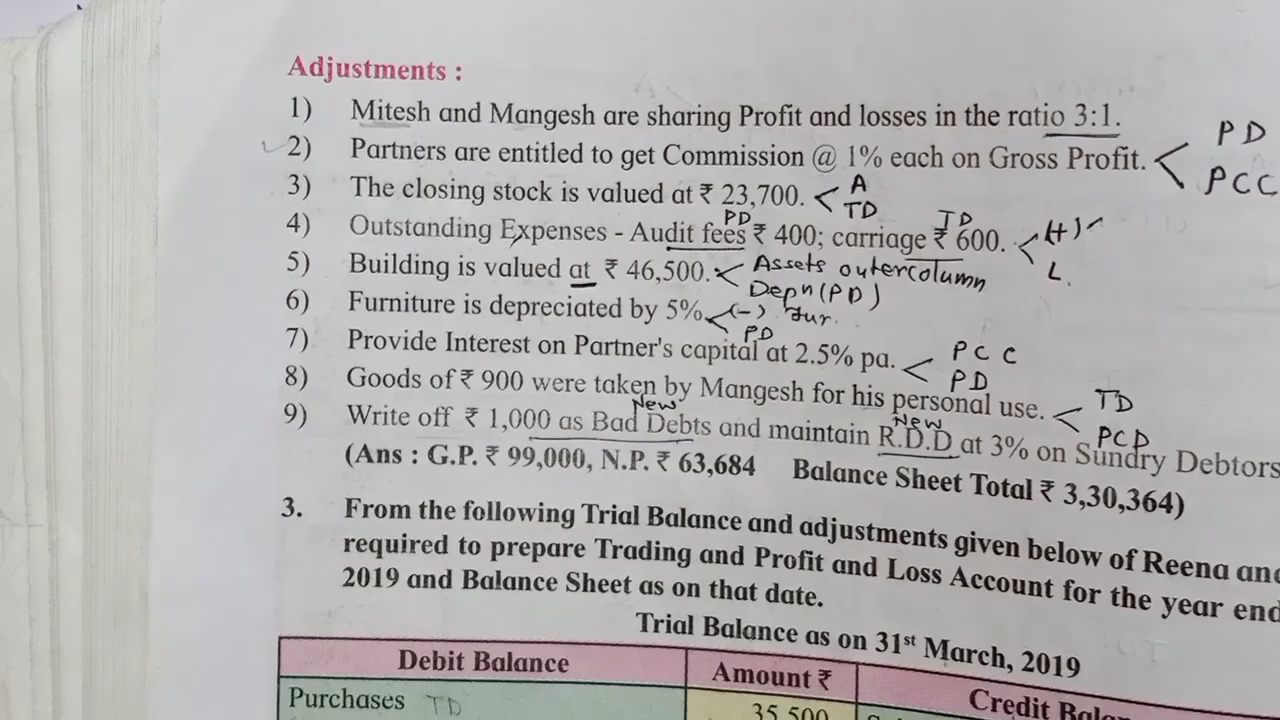 Adjustments :
1) Mitesh and Mangesh are sharing Profit and losses in the ratio 3:1.
PD
2) Partners are entitled to get Commission @ 1% each on Gross Profit. <
PCC
3) The closing stock is valued at ₹ 23,700. < A
TD
PD TD
4) Outstanding Expenses - Audit fees ₹ 400; carriage ₹ 600. < (+)
L.
5) Building is valued at ₹ 46,500. < Assets outercolumn
Depn (PD)
6) Furniture is depreciated by 5% < (-) fur.
PD
7) Provide Interest on Partner's capital at 2.5% pa. < PCC
PD
8) Goods of ₹ 900 were taken by Mangesh for his personal use. < TD
PCD
New New
9) Write off ₹ 1,000 as Bad Debts and maintain R.D.D at 3% on Sundry Debtors
(Ans : G.P. ₹ 99,000, N.P. ₹ 63,684 Balance Sheet Total ₹ 3,30,364)
3. From the following Trial Balance and adjustments given below of Reena and
required to prepare Trading and Profit and Loss Account for the year end
2019 and Balance Sheet as on that date.
Trial Balance as on 31st March, 2019
Debit Balance Amount ₹ Credit Bala
Purchases TD 35,500